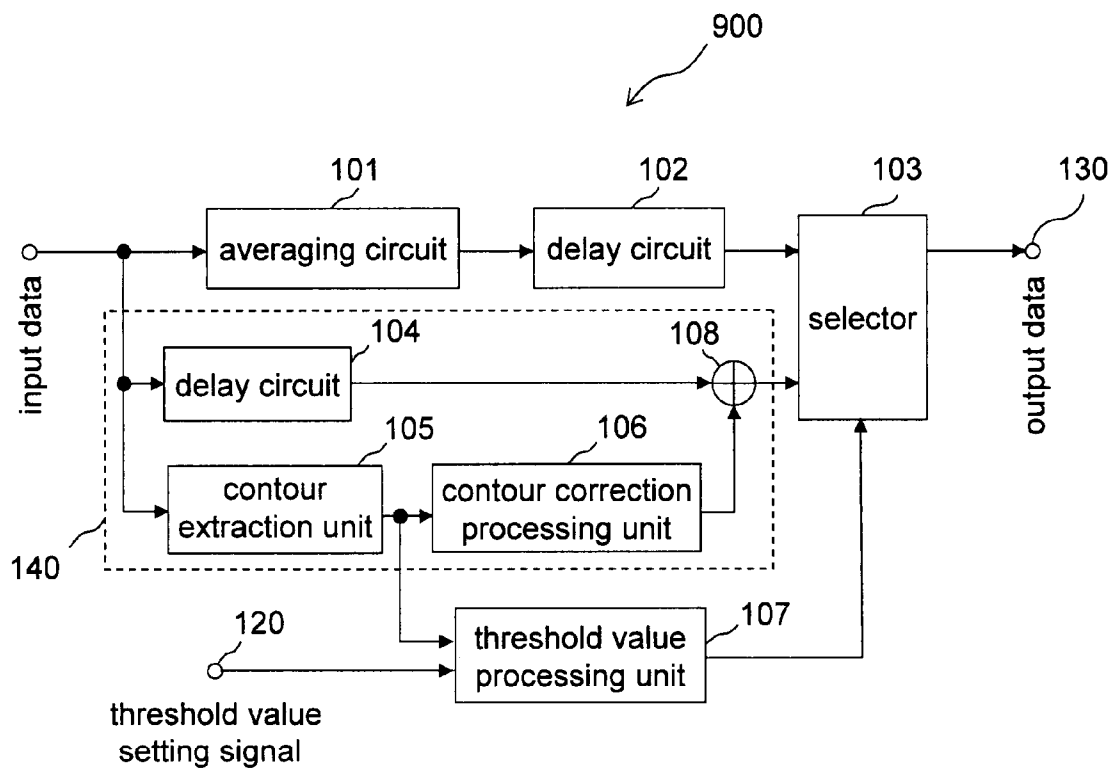 900
101
102
103
130
averaging circuit
delay circuit
selector
input data
output data
104
108
delay circuit
105
106
contour
extraction unit
contour correction
processing unit
140
120
107
threshold value
processing unit
threshold value
setting signal